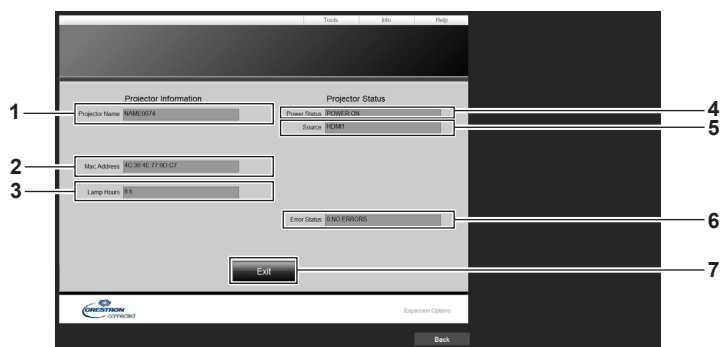 Tools Info Help
Projector Information Projector Status
1 Projector Name NAME0074 Power Status POWER ON 4
Source HDMI1 5
2 Mac Address 4C:36:4E:77:9D:C7
3 Lamp Hours 8 h
Error Status 0:NO ERRORS 6
Exit 7
CRESTRON connected Expansion Options
Back